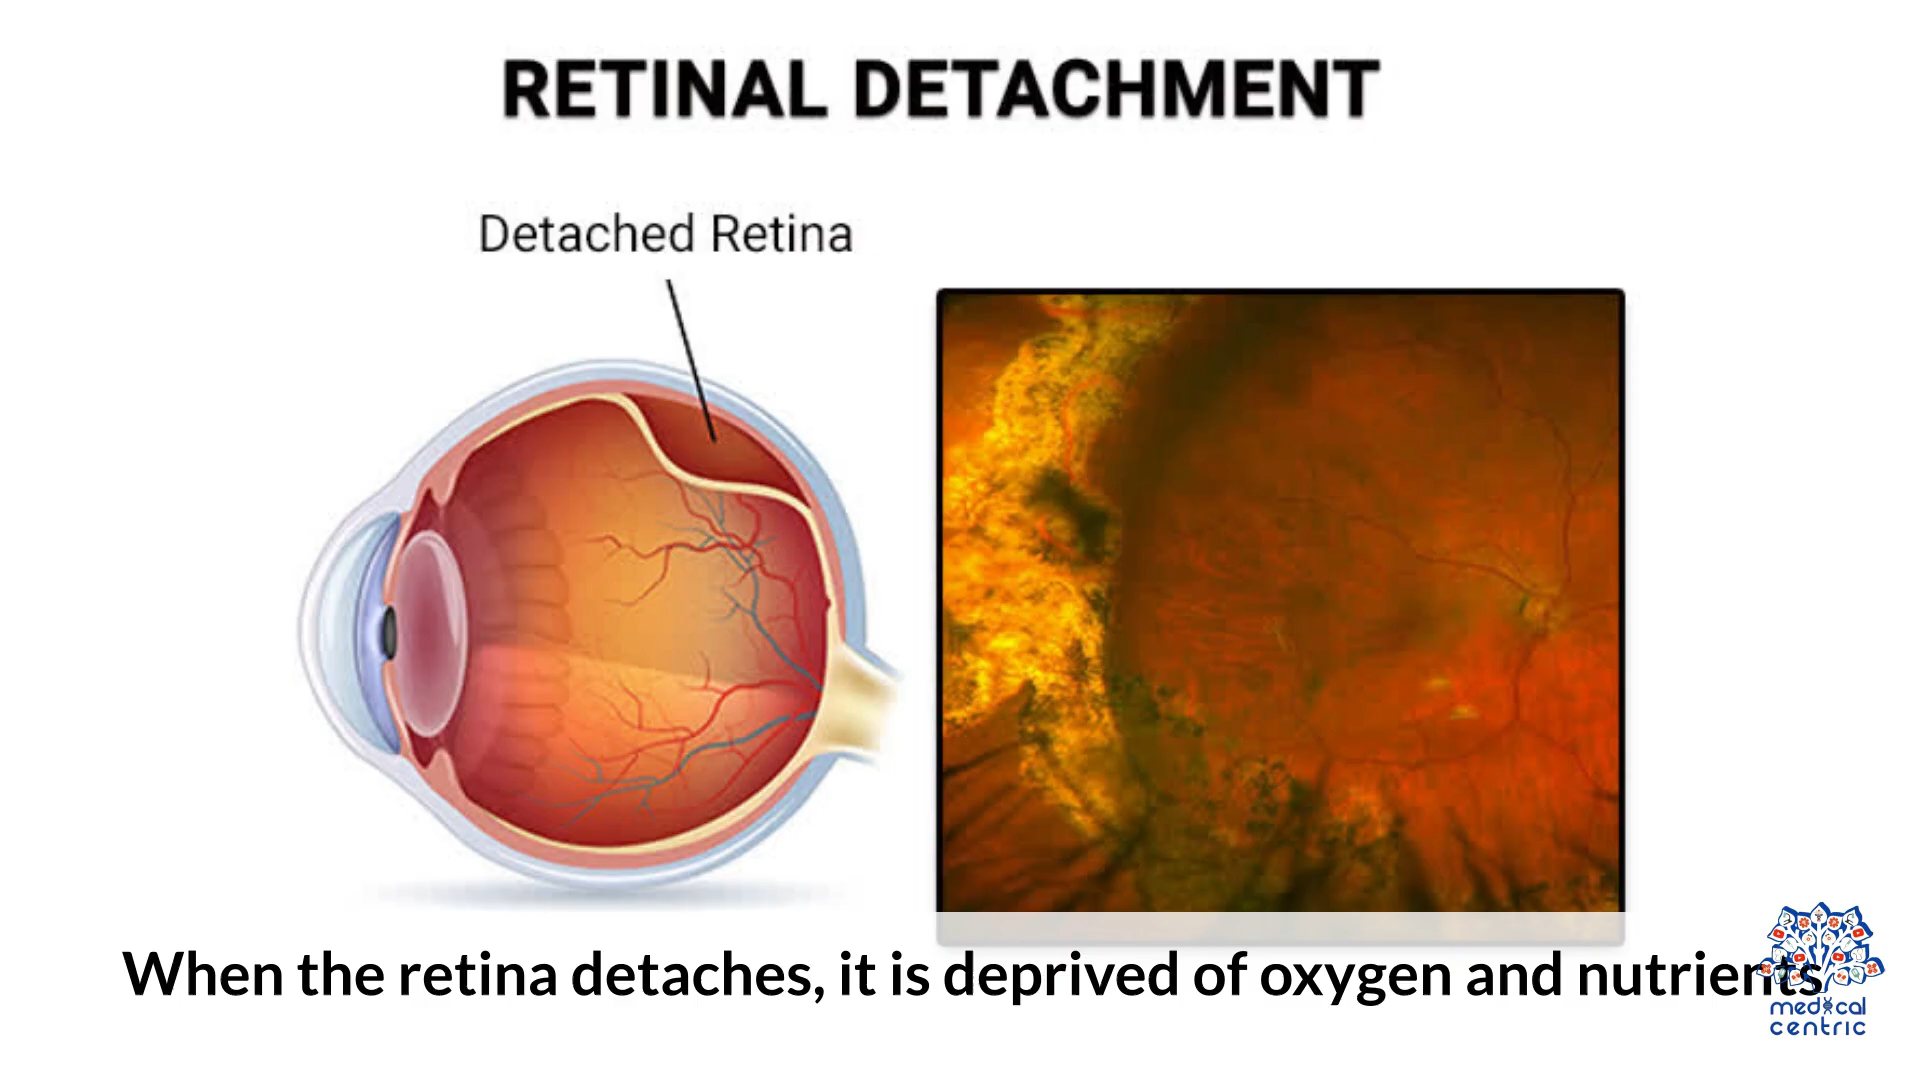 RETINAL DETACHMENT
Detached Retina
When the retina detaches, it is deprived of oxygen and nutrients
medical
centric